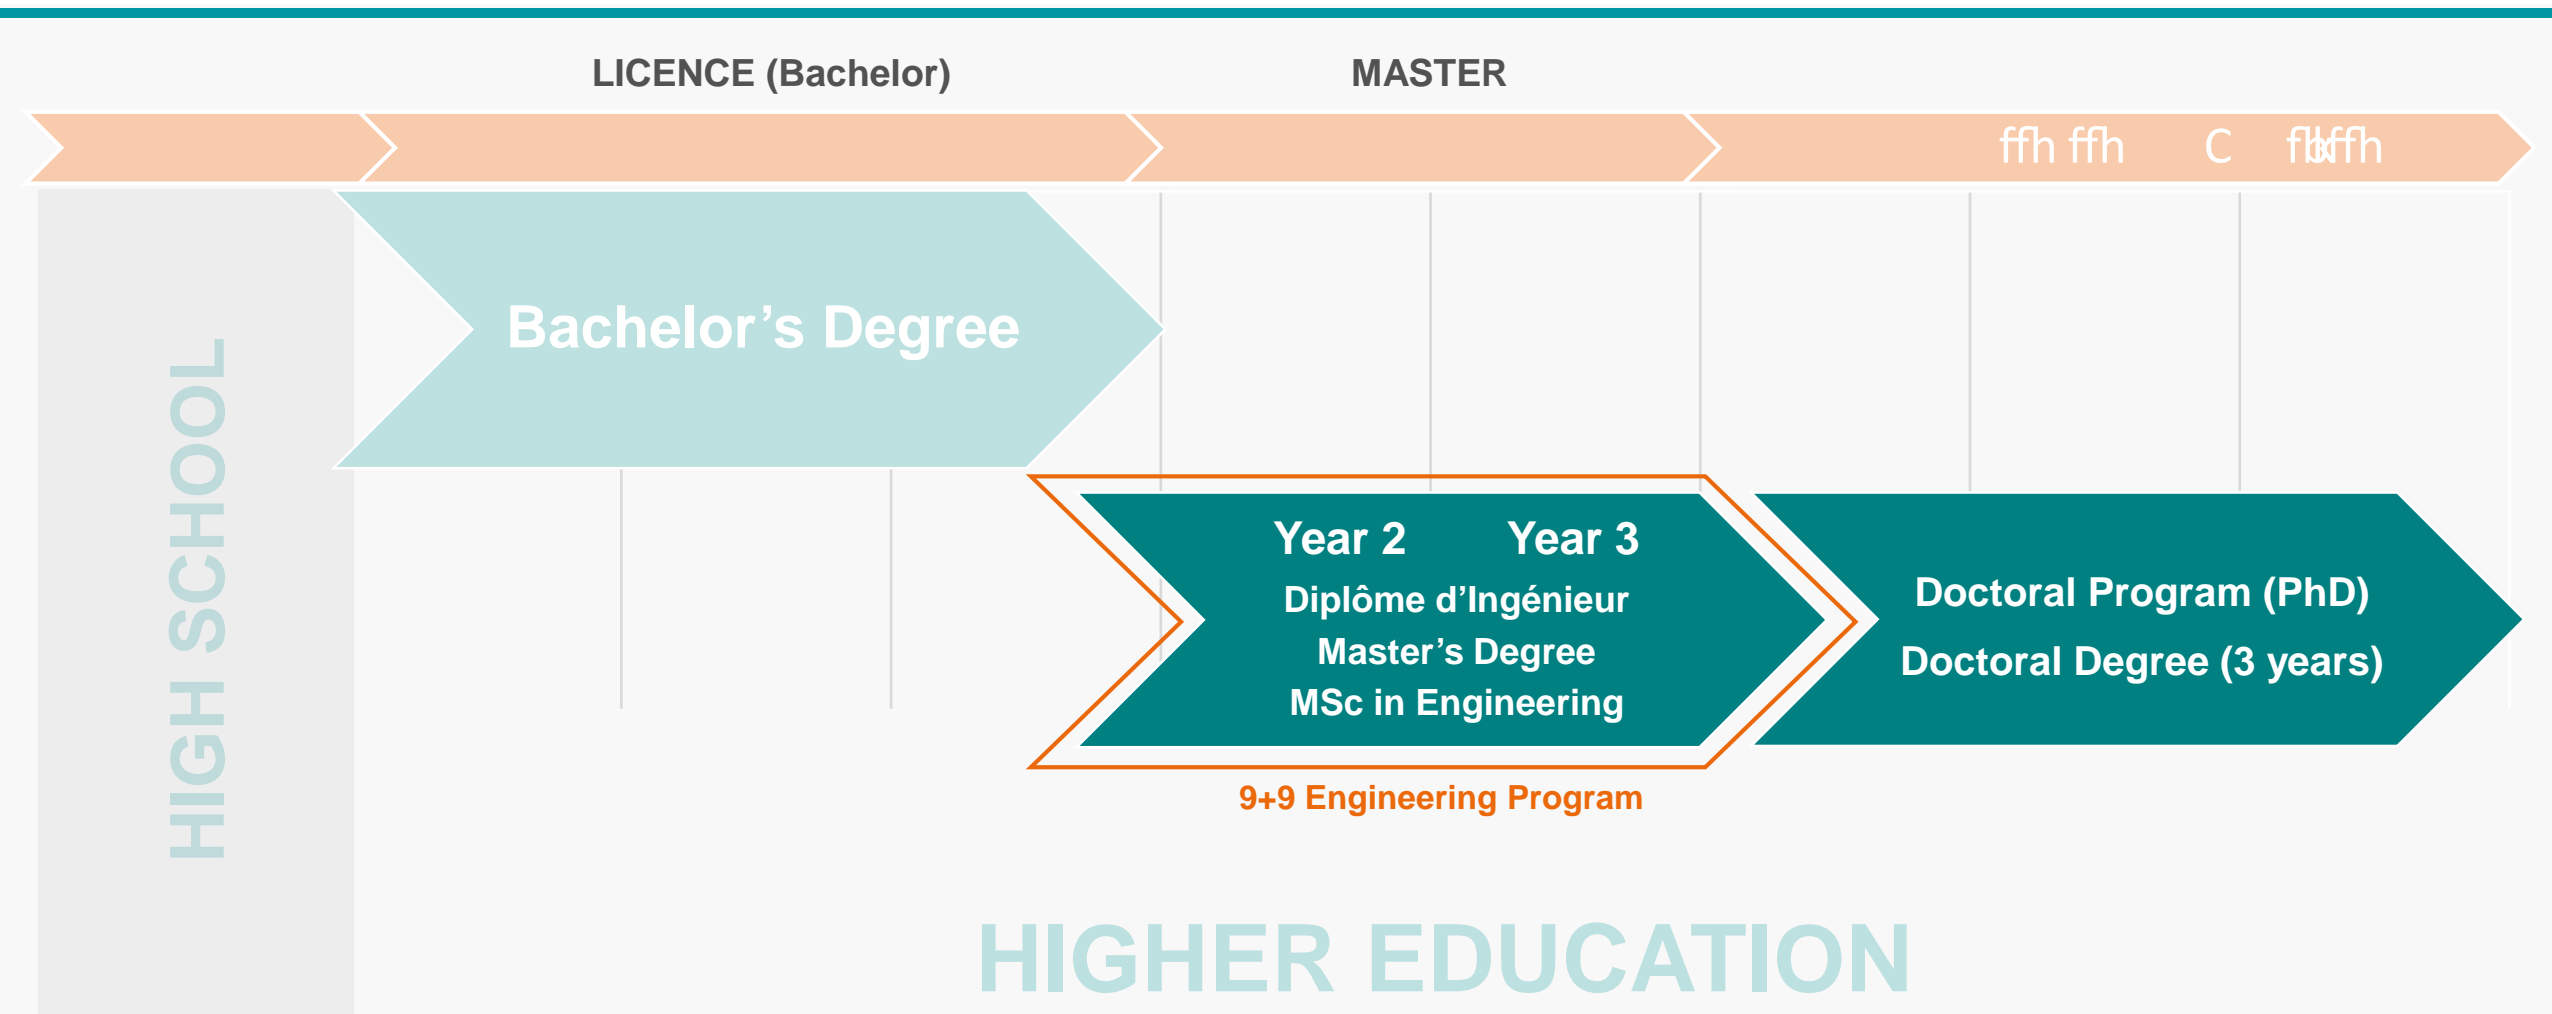 LICENCE (Bachelor)
MASTER
HIGH SCHOOL
Bachelor’s Degree
Year 2 Year 3
Diplôme d’Ingénieur
Master’s Degree
MSc in Engineering
Doctoral Program (PhD)
Doctoral Degree (3 years)
9+9 Engineering Program
HIGHER EDUCATION